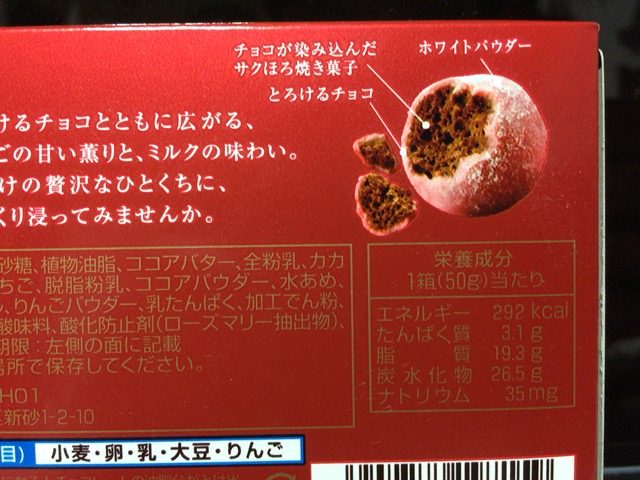 チョコが染み込んだ
サクほろ焼き菓子
とろけるチョコ
ホワイトパウダー
けるチョコとともに広がる、
ごの甘い薫りと、ミルクの味わい。
けの贅沢なひとくちに、
くり浸ってみませんか。
砂糖、植物油脂、ココアバター、全粉乳、カカ
ちご、脱脂粉乳、ココアパウダー、水あめ、
りんごパウダー、乳たんぱく、加工でん粉、
酸味料、酸化防止剤(ローズマリー抽出物)、
期限:左側の面に記載
場所で保存してください。
H01
新砂1-2-10
栄養成分
1箱(50g)当たり
エネルギー 292 kcal
たんぱく質 3.1 g
脂質 19.3 g
炭水化物 26.5 g
ナトリウム 35 mg
目) 小麦・卵・乳・大豆・りんご